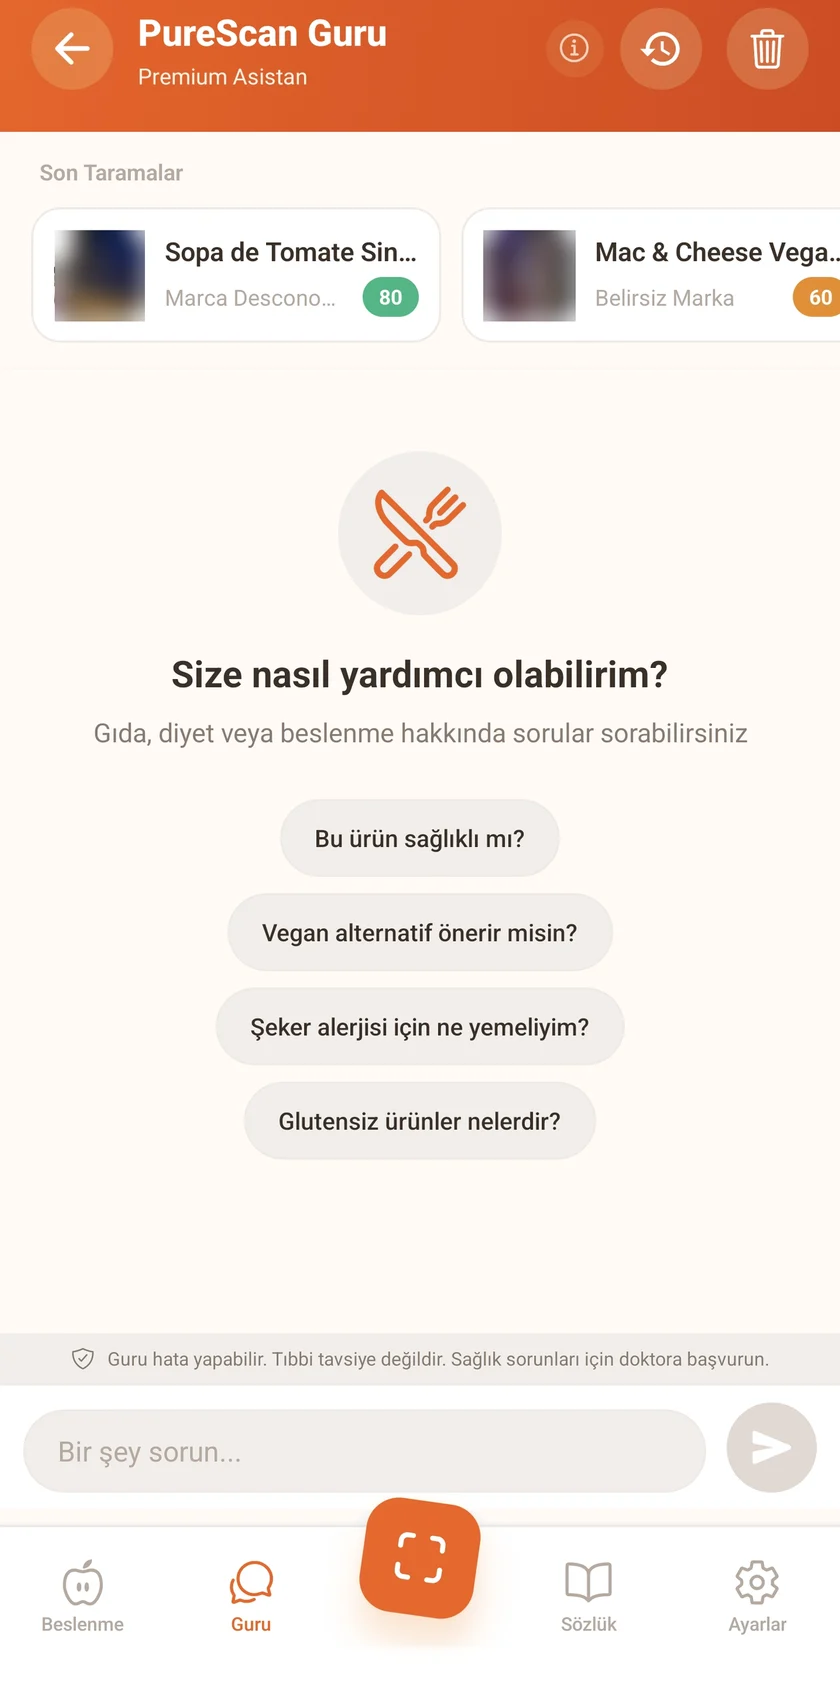 PureScan Guru
Premium Asistan
Son Taramalar
Sopa de Tomate Sin...
Marca Descono...
80
Mac & Cheese Vega..
Belirsiz Marka
60
Size nasıl yardımcı olabilirim?
Gıda, diyet veya beslenme hakkında sorular sorabilirsiniz
Bu ürün sağlıklı mı?
Vegan alternatif önerir misin?
Şeker alerjisi için ne yemeliyim?
Glutensiz ürünler nelerdir?
Guru hata yapabilir. Tıbbi tavsiye değildir. Sağlık sorunları için doktora başvurun.
Bir şey sorun...
Beslenme
Guru
Sözlük
Ayarlar